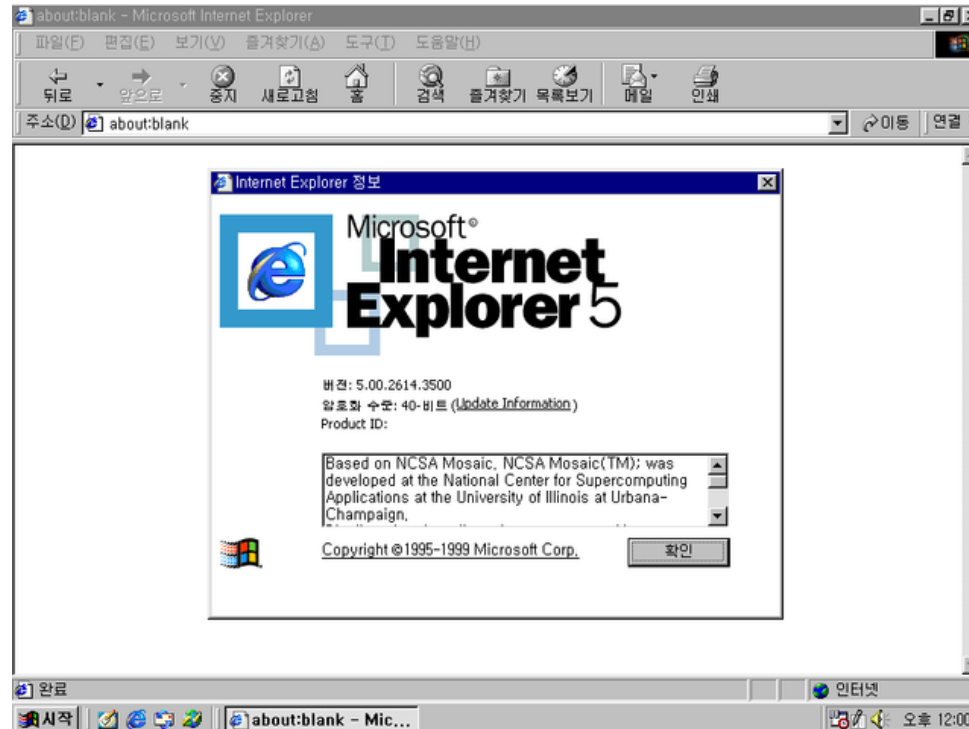 about:blank - Microsoft Internet Explorer
파일(F) 편집(E) 보기(V) 즐겨찾기(A) 도구(T) 도움말(H)
뒤로 앞으로 중지 새로고침 홈 검색 즐겨찾기 목록보기 메일 인쇄
주소(D) about:blank 이동 연결
Internet Explorer 정보
Microsoft®
Internet
Explorer 5
버전: 5.00.2614.3500
암호화 수준: 40-비트 (Update Information)
Product ID:
Based on NCSA Mosaic. NCSA Mosaic(TM); was
developed at the National Center for Supercomputing
Applications at the University of Illinois at Urbana-
Champaign.
Copyright ©1995-1999 Microsoft Corp.
확인
완료 인터넷
시작 about:blank - Mic... 오후 12:00